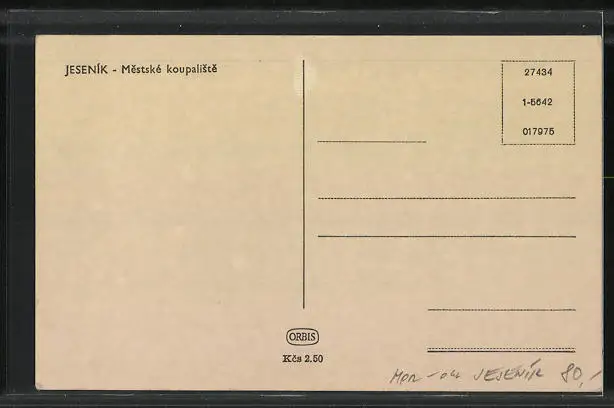 JESENÍK - Městské koupaliště
27434
1-5642
017975
ORBIS
Kčs 2.50
JESENÍK 80,-